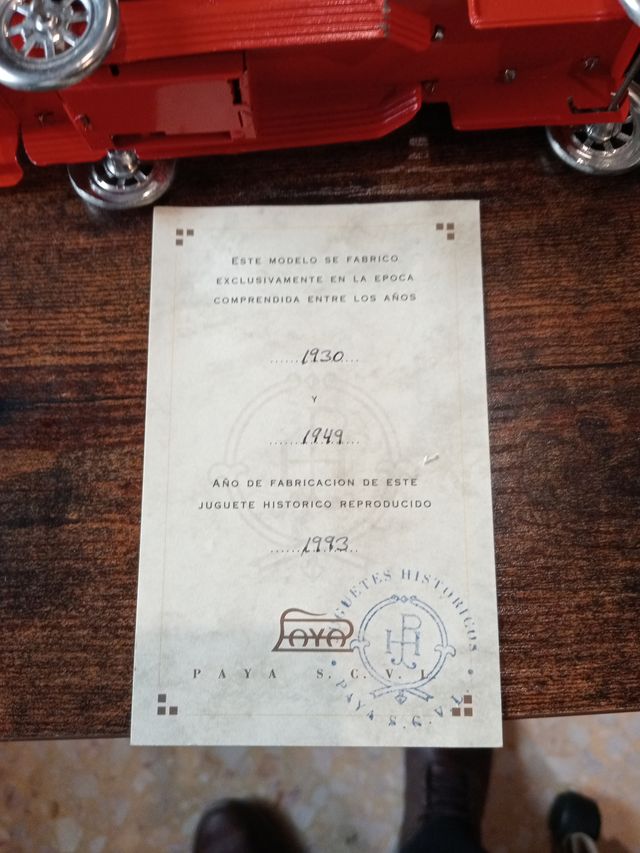 ESTE MODELO SE FABRICO
EXCLUSIVAMENTE EN LA EPOCA
COMPRENDIDA ENTRE LOS AÑOS
......1930......
Y
......1949......
AÑO DE FABRICACION DE ESTE
JUGUETE HISTORICO REPRODUCIDO
......1993......
PAYA
PAYA S.C.V.L.
JUGUETES HISTORICOS
PAYA S.C.V.L.